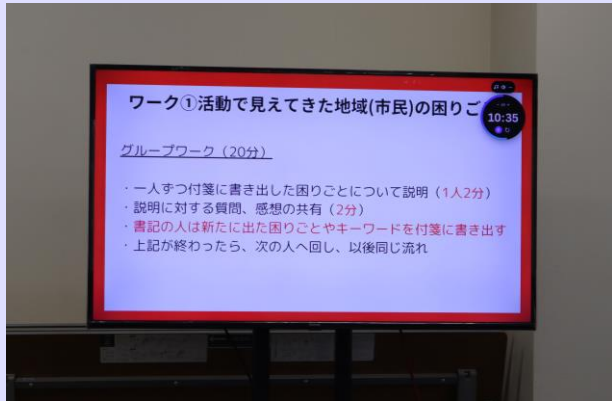 ワーク①活動で見えてきた地域(市民)の困りご
10:35
グループワーク（20分）
・一人ずつ付箋に書き出した困りごとについて説明（1人2分）
・説明に対する質問、感想の共有（2分）
・書記の人は新たに出た困りごとやキーワードを付箋に書き出す
・上記が終わったら、次の人へ回し、以後同じ流れ